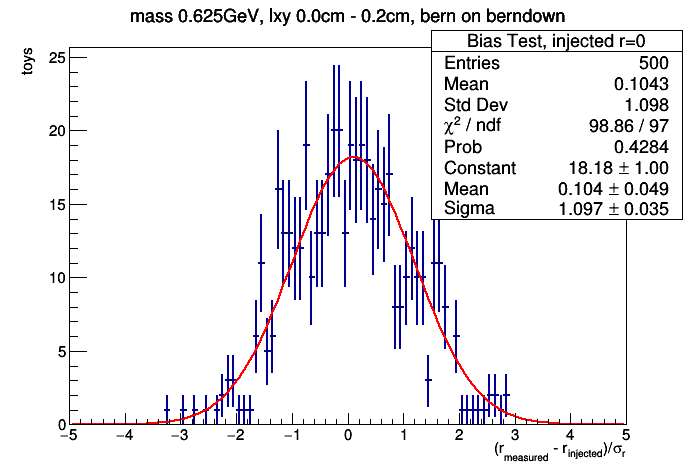 mass 0.625GeV, lxy 0.0cm - 0.2cm, bern on berndown
Bias Test, injected r=0
Entries 500
Mean 0.1043
Std Dev 1.098
χ² / ndf 98.86 / 97
Prob 0.4284
Constant 18.18 ± 1.00
Mean 0.104 ± 0.049
Sigma 1.097 ± 0.035
toys
25
20
15
10
5
0
−5 −4 −3 −2 −1 0 1 2 3 4 5
(r_measured - r_injected)/σ_r